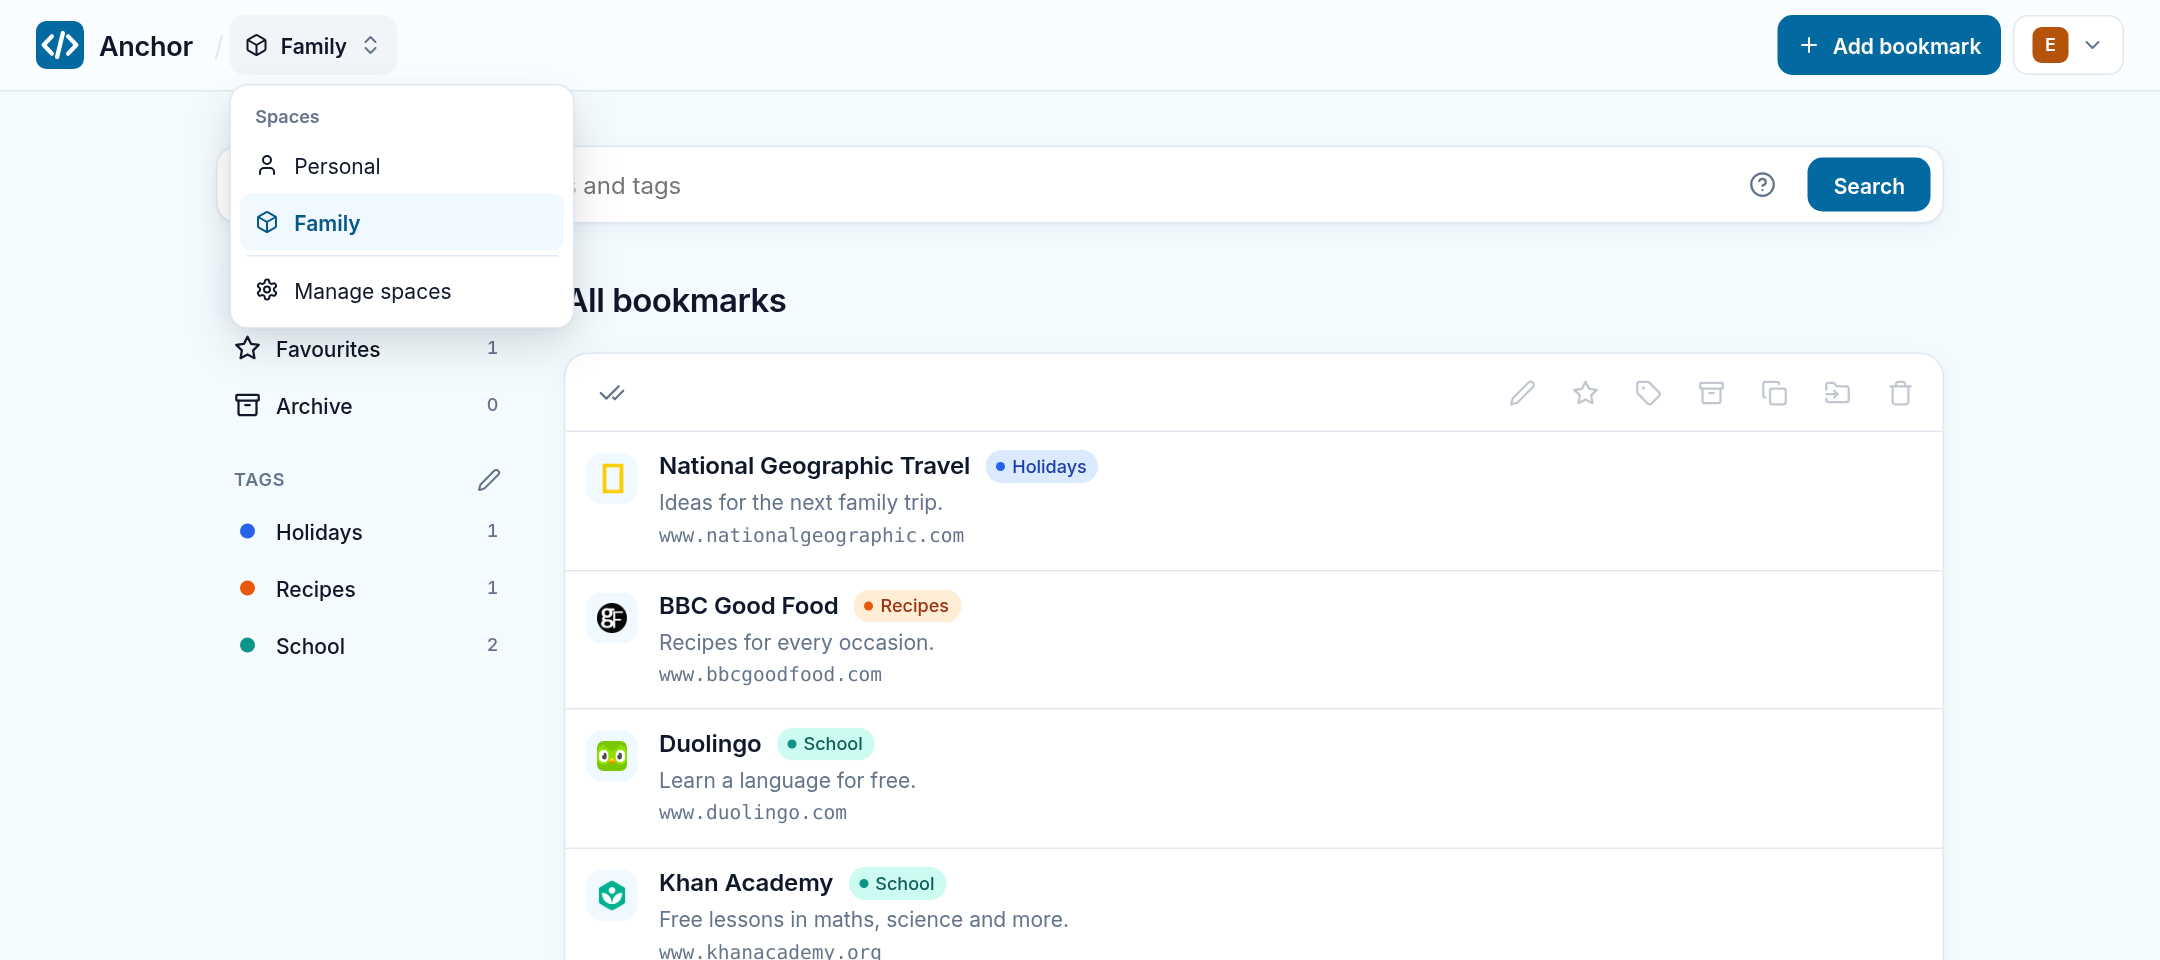 Anchor / Family
Add bookmark
E
Spaces
Personal
Family
Manage spaces
and tags
Search
All bookmarks
Favourites 1
Archive 0
TAGS
Holidays 1
Recipes 1
School 2
National Geographic Travel Holidays
Ideas for the next family trip.
www.nationalgeographic.com
BBC Good Food Recipes
Recipes for every occasion.
www.bbcgoodfood.com
Duolingo School
Learn a language for free.
www.duolingo.com
Khan Academy School
Free lessons in maths, science and more.
www.khanacademy.org